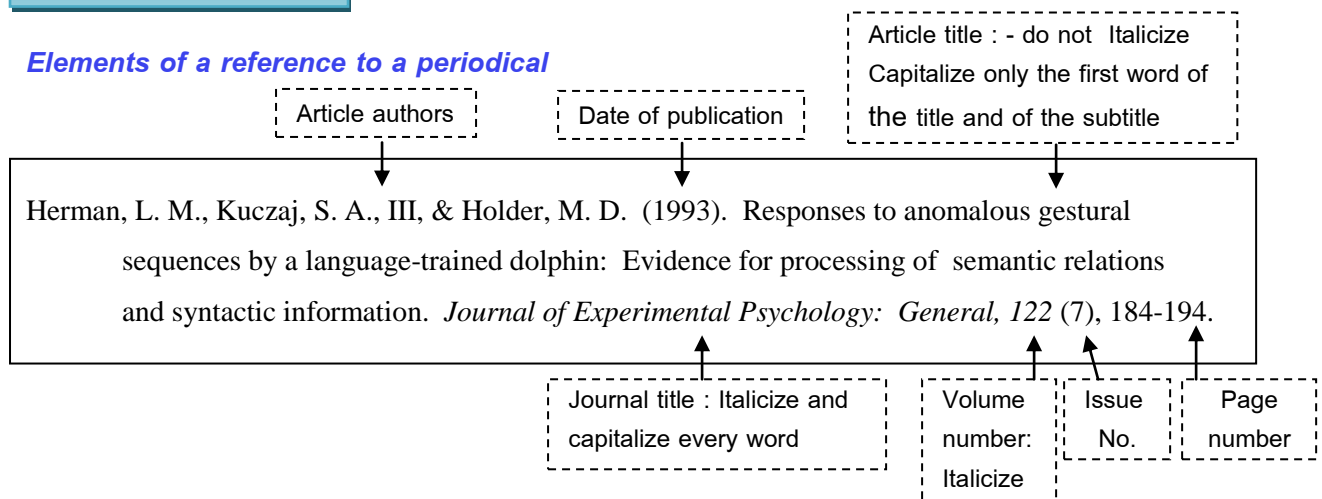 Elements of a reference to a periodical
Article authors
Date of publication
Article title : - do not Italicize
Capitalize only the first word of
the title and of the subtitle
Herman, L. M., Kuczaj, S. A., III, & Holder, M. D. (1993). Responses to anomalous gestural
sequences by a language-trained dolphin: Evidence for processing of semantic relations
and syntactic information. Journal of Experimental Psychology: General, 122 (7), 184-194.
Journal title : Italicize and
capitalize every word
Volume
number:
Italicize
Issue
No.
Page
number